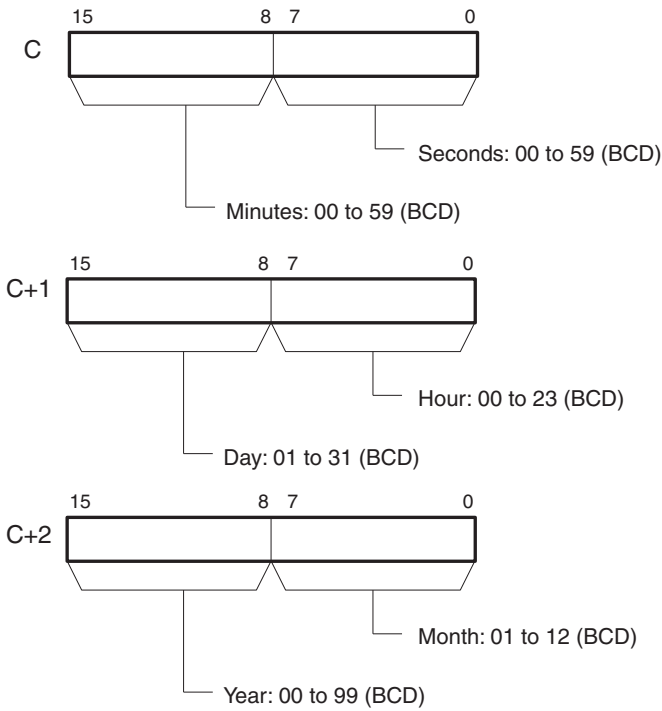 15 8 7 0
C
Seconds: 00 to 59 (BCD)
Minutes: 00 to 59 (BCD)
15 8 7 0
C+1
Hour: 00 to 23 (BCD)
Day: 01 to 31 (BCD)
15 8 7 0
C+2
Month: 01 to 12 (BCD)
Year: 00 to 99 (BCD)